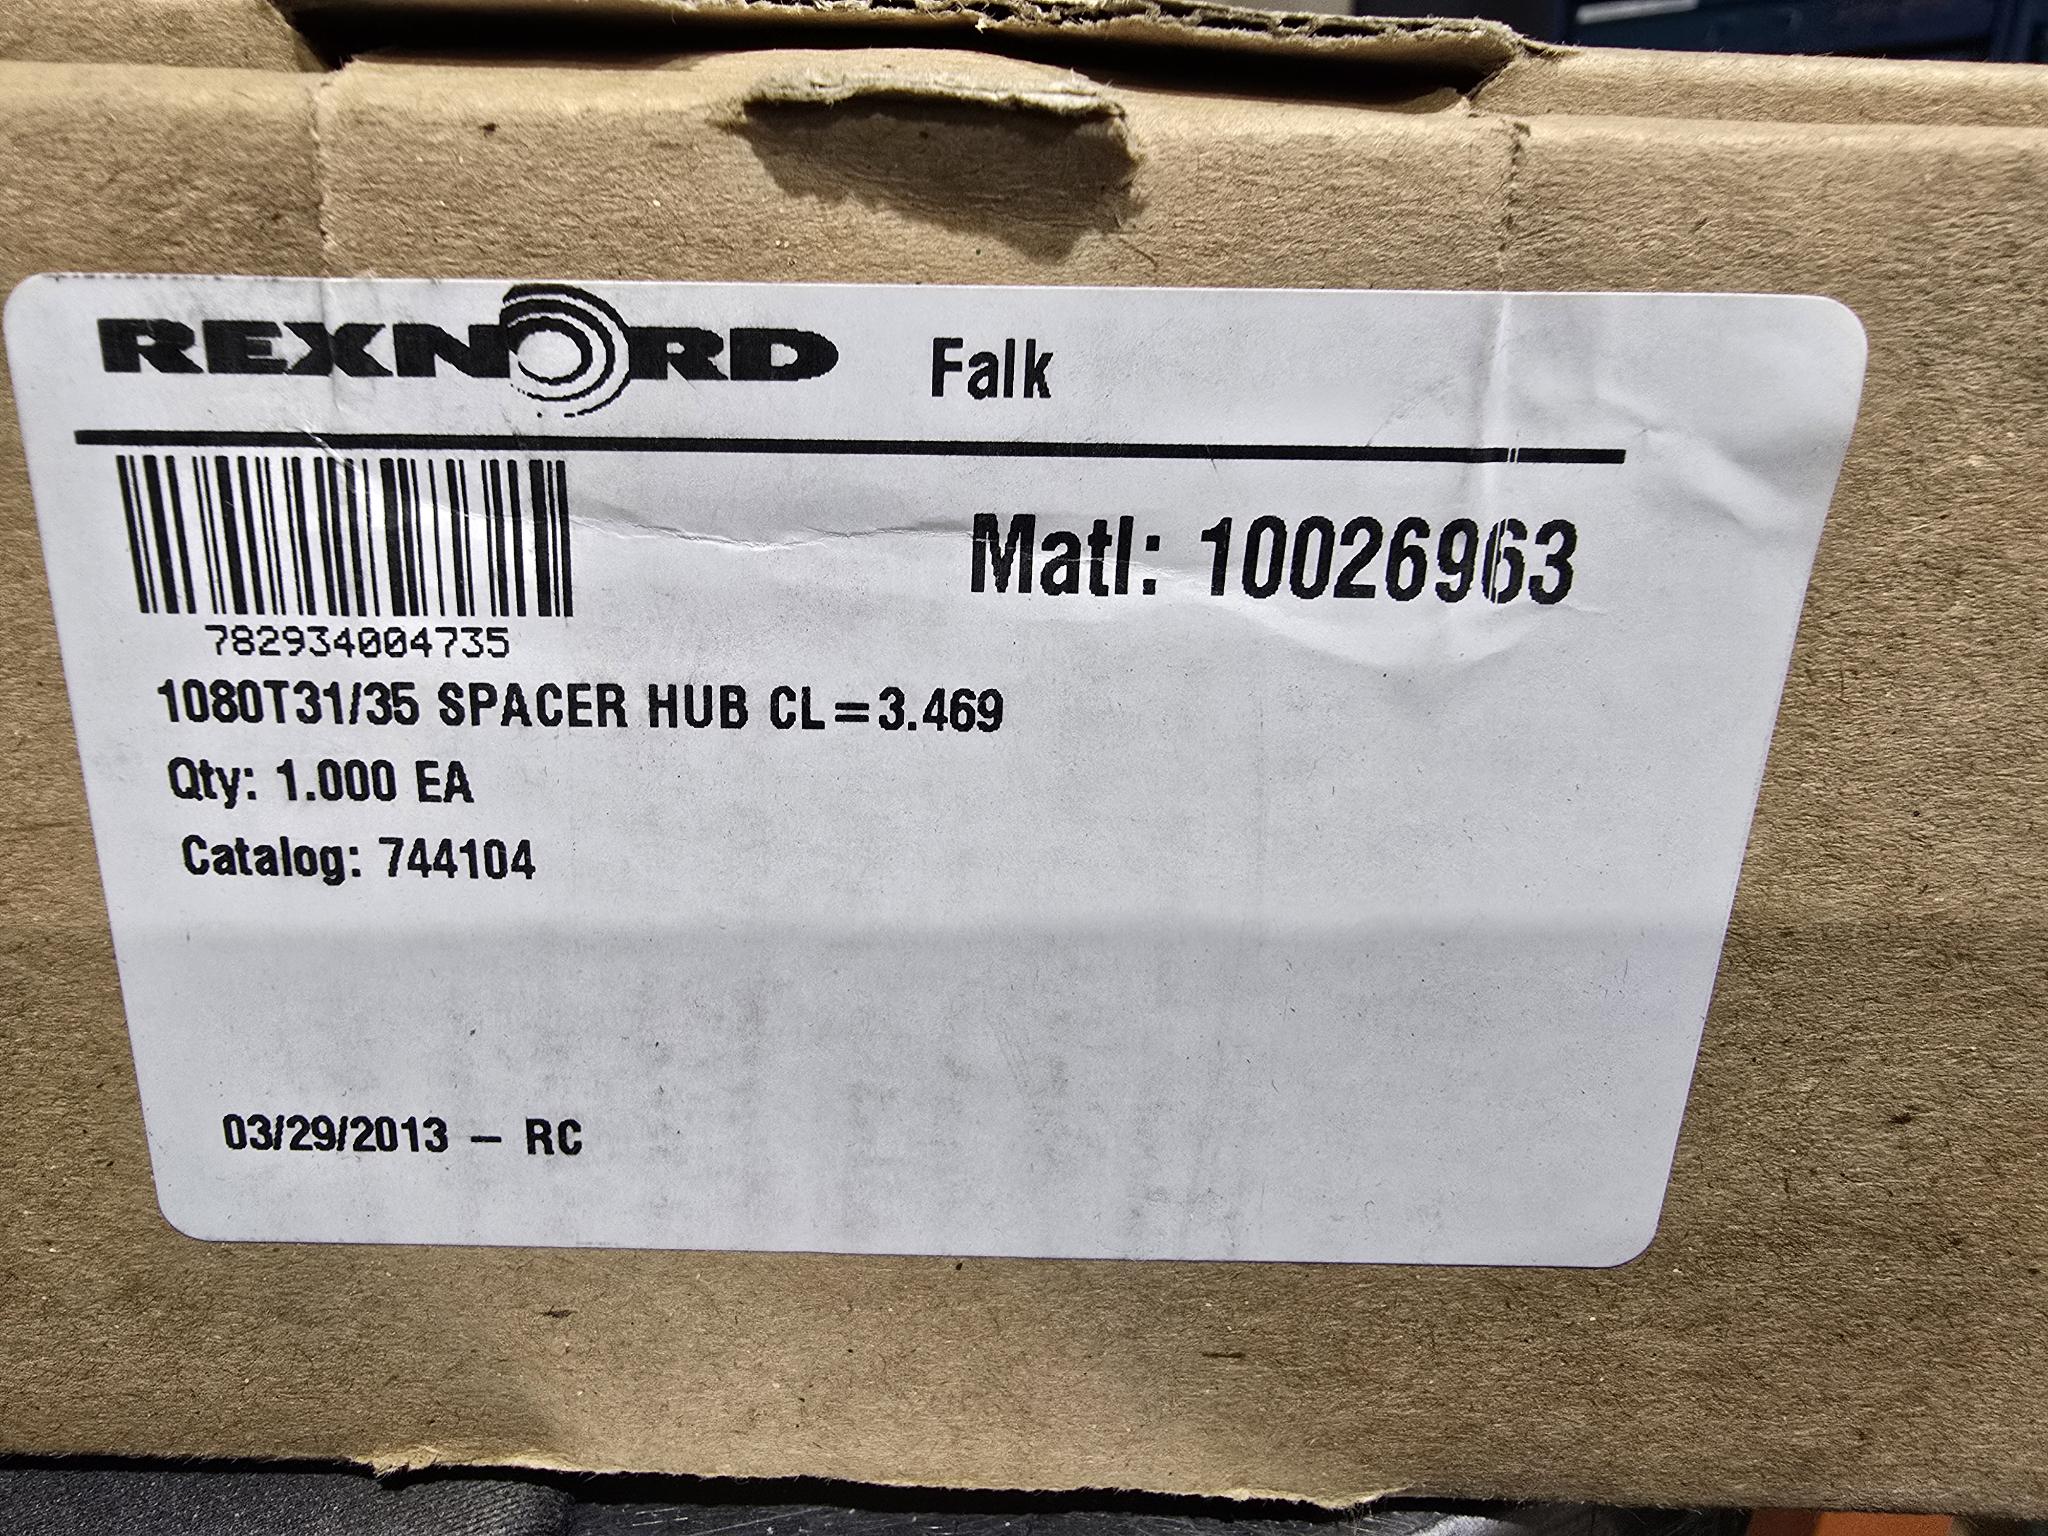 REXNORD Falk
Matl: 10026963
782934004735
1080T31/35 SPACER HUB CL=3.469
Qty: 1.000 EA
Catalog: 744104
03/29/2013 - RC